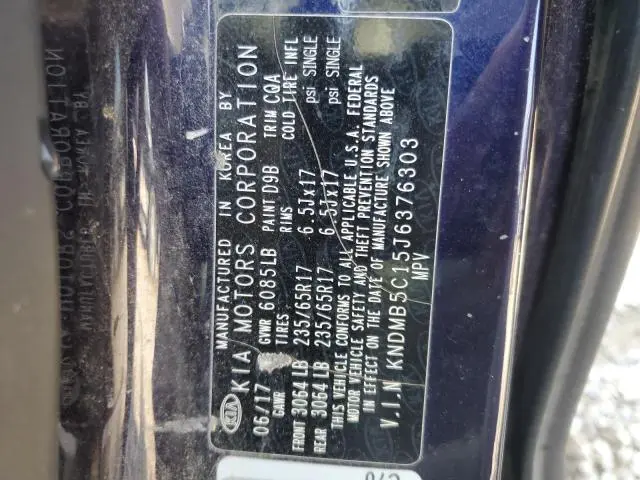 MANUFACTURED IN KOREA BY
KIA KIA MOTORS CORPORATION
06/17 GVWR 6085LB PAINT D9B TRIM CQA
GAWR TIRES RIMS COLD TIRE INFL
FRONT 3064LB 235/65R17 6.5Jx17 psi SINGLE
REAR 3064LB 235/65R17 6.5Jx17 psi SINGLE
THIS VEHICLE CONFORMS TO ALL APPLICABLE U.S.A. FEDERAL
MOTOR VEHICLE SAFETY AND THEFT PREVENTION STANDARDS
IN EFFECT ON THE DATE OF MANUFACTURE SHOWN ABOVE
V.I.N KNDMB5C15J6376303
MPV